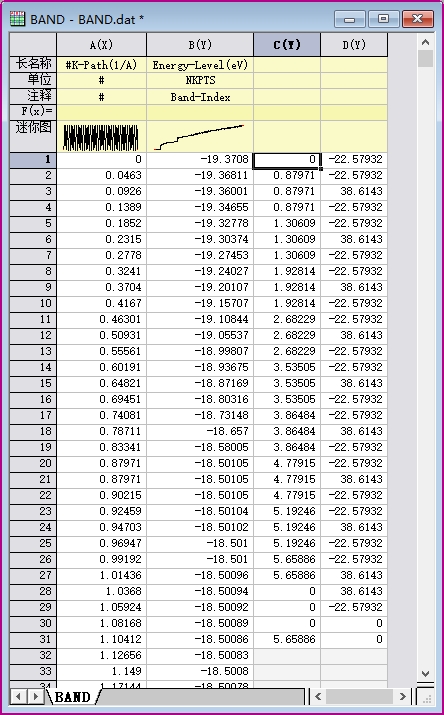 BAND - BAND.dat *
A(X) B(Y) C(Y) D(Y)
长名称 #K-Path(1/A) Energy-Level(eV)
单位 # NKPTS
注释 # Band-Index
F(x)=
迷你图
1 0 -19.3708 0 -22.57932
2 0.0463 -19.36811 0.87971 -22.57932
3 0.0926 -19.36001 0.87971 38.6143
4 0.1389 -19.34655 0.87971 -22.57932
5 0.1852 -19.32778 1.30609 -22.57932
6 0.2315 -19.30374 1.30609 38.6143
7 0.2778 -19.27453 1.30609 -22.57932
8 0.3241 -19.24027 1.92814 -22.57932
9 0.3704 -19.20107 1.92814 38.6143
10 0.4167 -19.15707 1.92814 -22.57932
11 0.46301 -19.10844 2.68229 -22.57932
12 0.50931 -19.05537 2.68229 38.6143
13 0.55561 -18.99807 2.68229 -22.57932
14 0.60191 -18.93675 3.53505 -22.57932
15 0.64821 -18.87169 3.53505 38.6143
16 0.69451 -18.80316 3.53505 -22.57932
17 0.74081 -18.73148 3.86484 -22.57932
18 0.78711 -18.657 3.86484 38.6143
19 0.83341 -18.58005 3.86484 -22.57932
20 0.87971 -18.50105 4.77915 -22.57932
21 0.87971 -18.50105 4.77915 38.6143
22 0.90215 -18.50105 4.77915 -22.57932
23 0.92459 -18.50104 5.19246 -22.57932
24 0.94703 -18.50102 5.19246 38.6143
25 0.96947 -18.501 5.19246 -22.57932
26 0.99192 -18.501 5.65886 -22.57932
27 1.01436 -18.50096 5.65886 38.6143
28 1.0368 -18.50094 0 38.6143
29 1.05924 -18.50092 0 -22.57932
30 1.08168 -18.50089 0 0
31 1.10412 -18.50086 5.65886 0
32 1.12656 -18.50083
33 1.149 -18.5008
34 1.17144 -18.50078
BAND